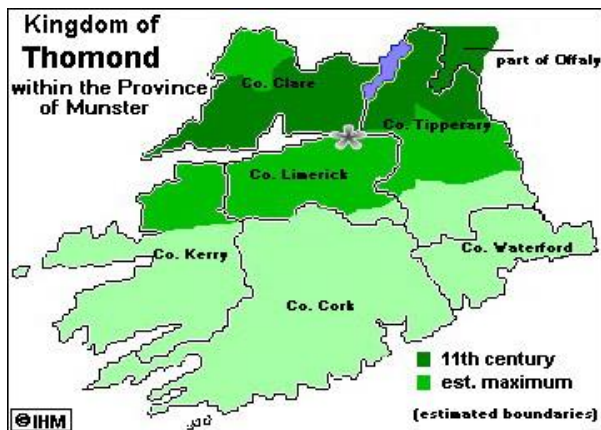 Kingdom of
Thomond
within the Province
of Munster
part of Offaly
Co. Clare
Co. Tipperary
Co. Limerick
Co. Kerry
Co. Waterford
Co. Cork
11th century
est. maximum
(estimated boundaries)
©IHM